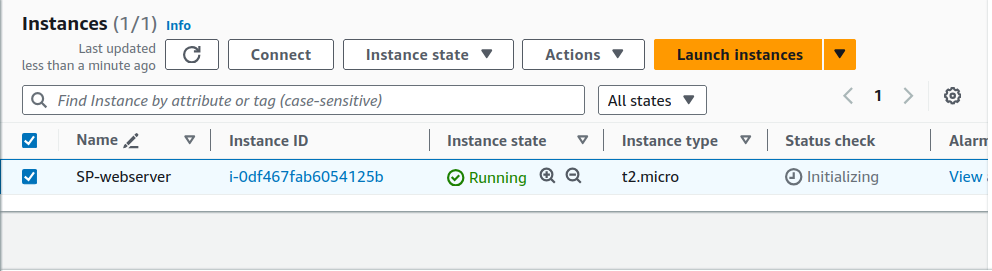 Instances (1/1) Info
Last updated
less than a minute ago
Connect
Instance state
Actions
Launch instances
Find Instance by attribute or tag (case-sensitive)
All states
1
Name Instance ID Instance state Instance type Status check Alarm
SP-webserver i-0df467fab6054125b Running t2.micro Initializing View